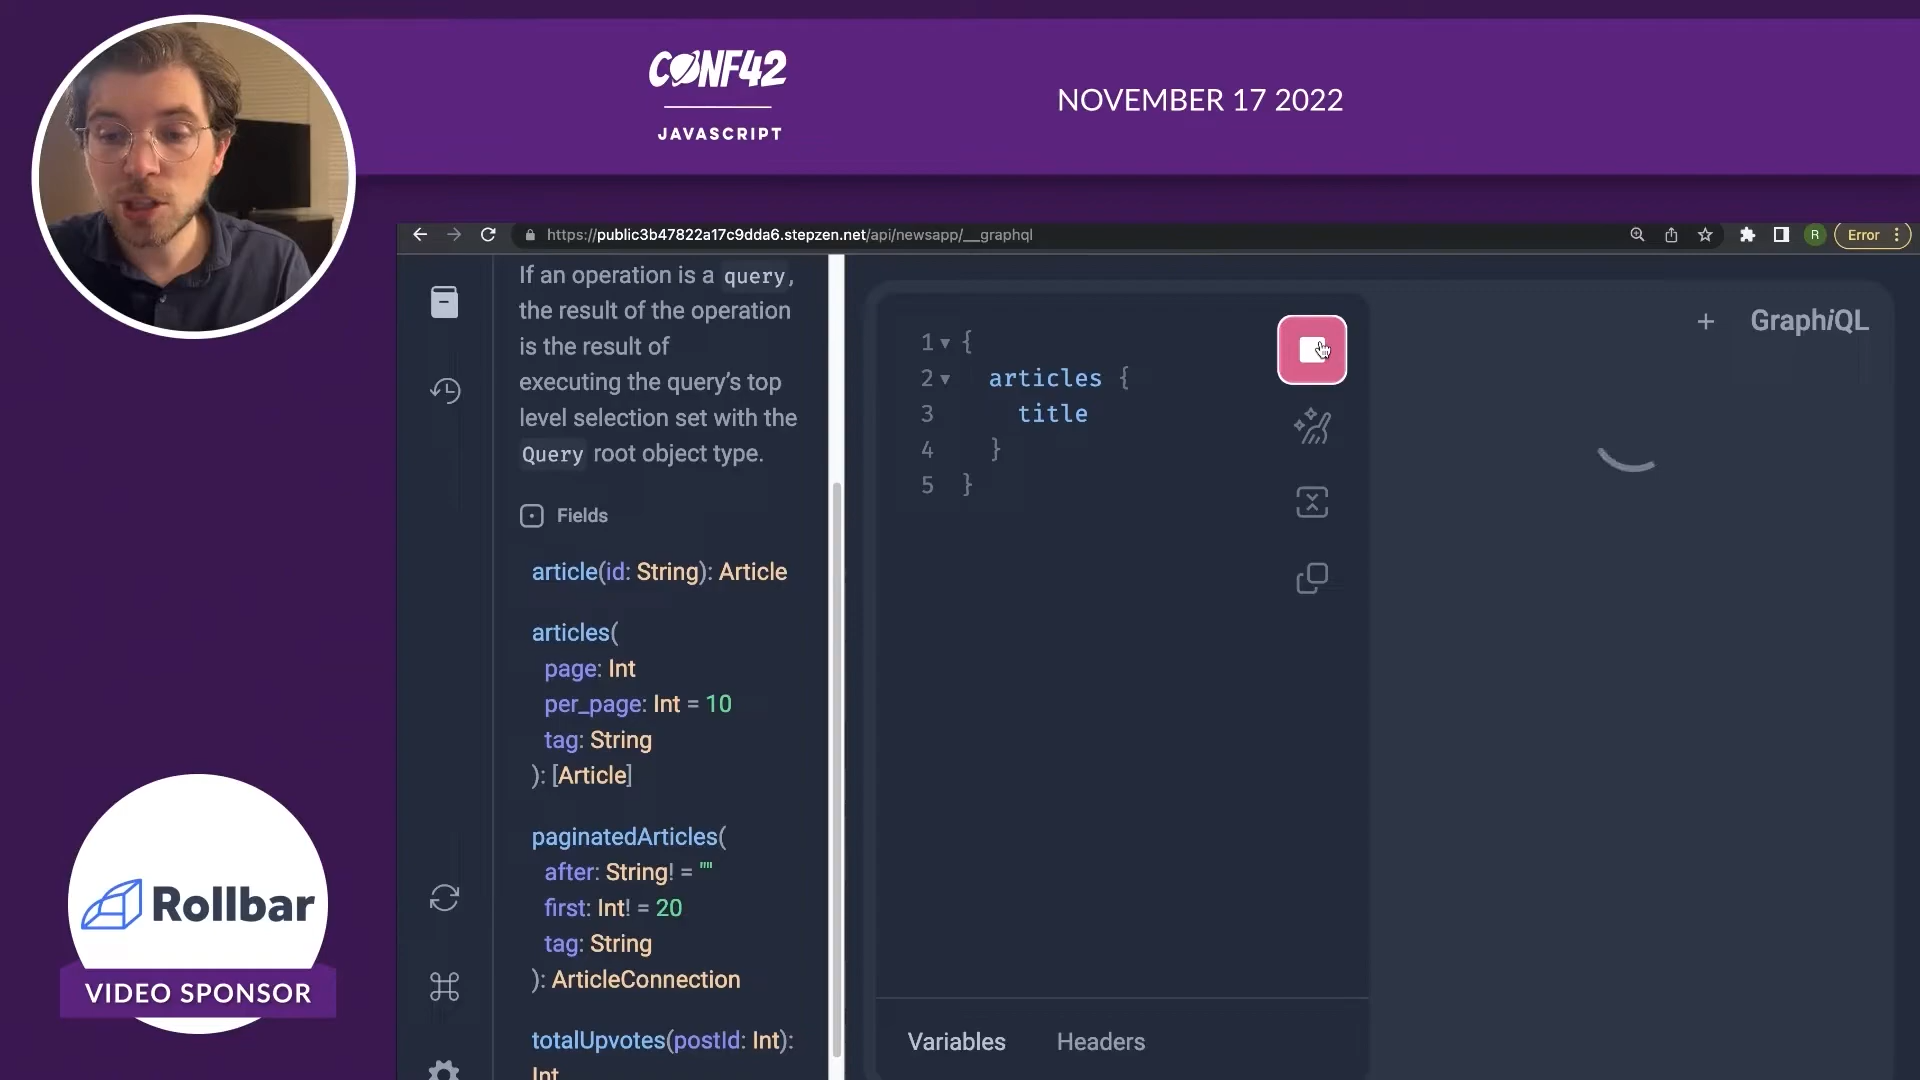 CONF42
JAVASCRIPT
NOVEMBER 17 2022
https://public3b47822a17c9dda6.stepzen.net/api/newsapp/__graphql
R
Error
If an operation is a query,
the result of the operation
is the result of
executing the query’s top
level selection set with the
Query root object type.
Fields
article(id: String): Article
articles(
page: Int
per_page: Int = 10
tag: String
): [Article]
paginatedArticles(
after: String! = ""
first: Int! = 20
tag: String
): ArticleConnection
totalUpvotes(postId: Int):
Int
1 {
2 articles {
3 title
4 }
5 }
+ GraphiQL
Variables Headers
Rollbar
VIDEO SPONSOR